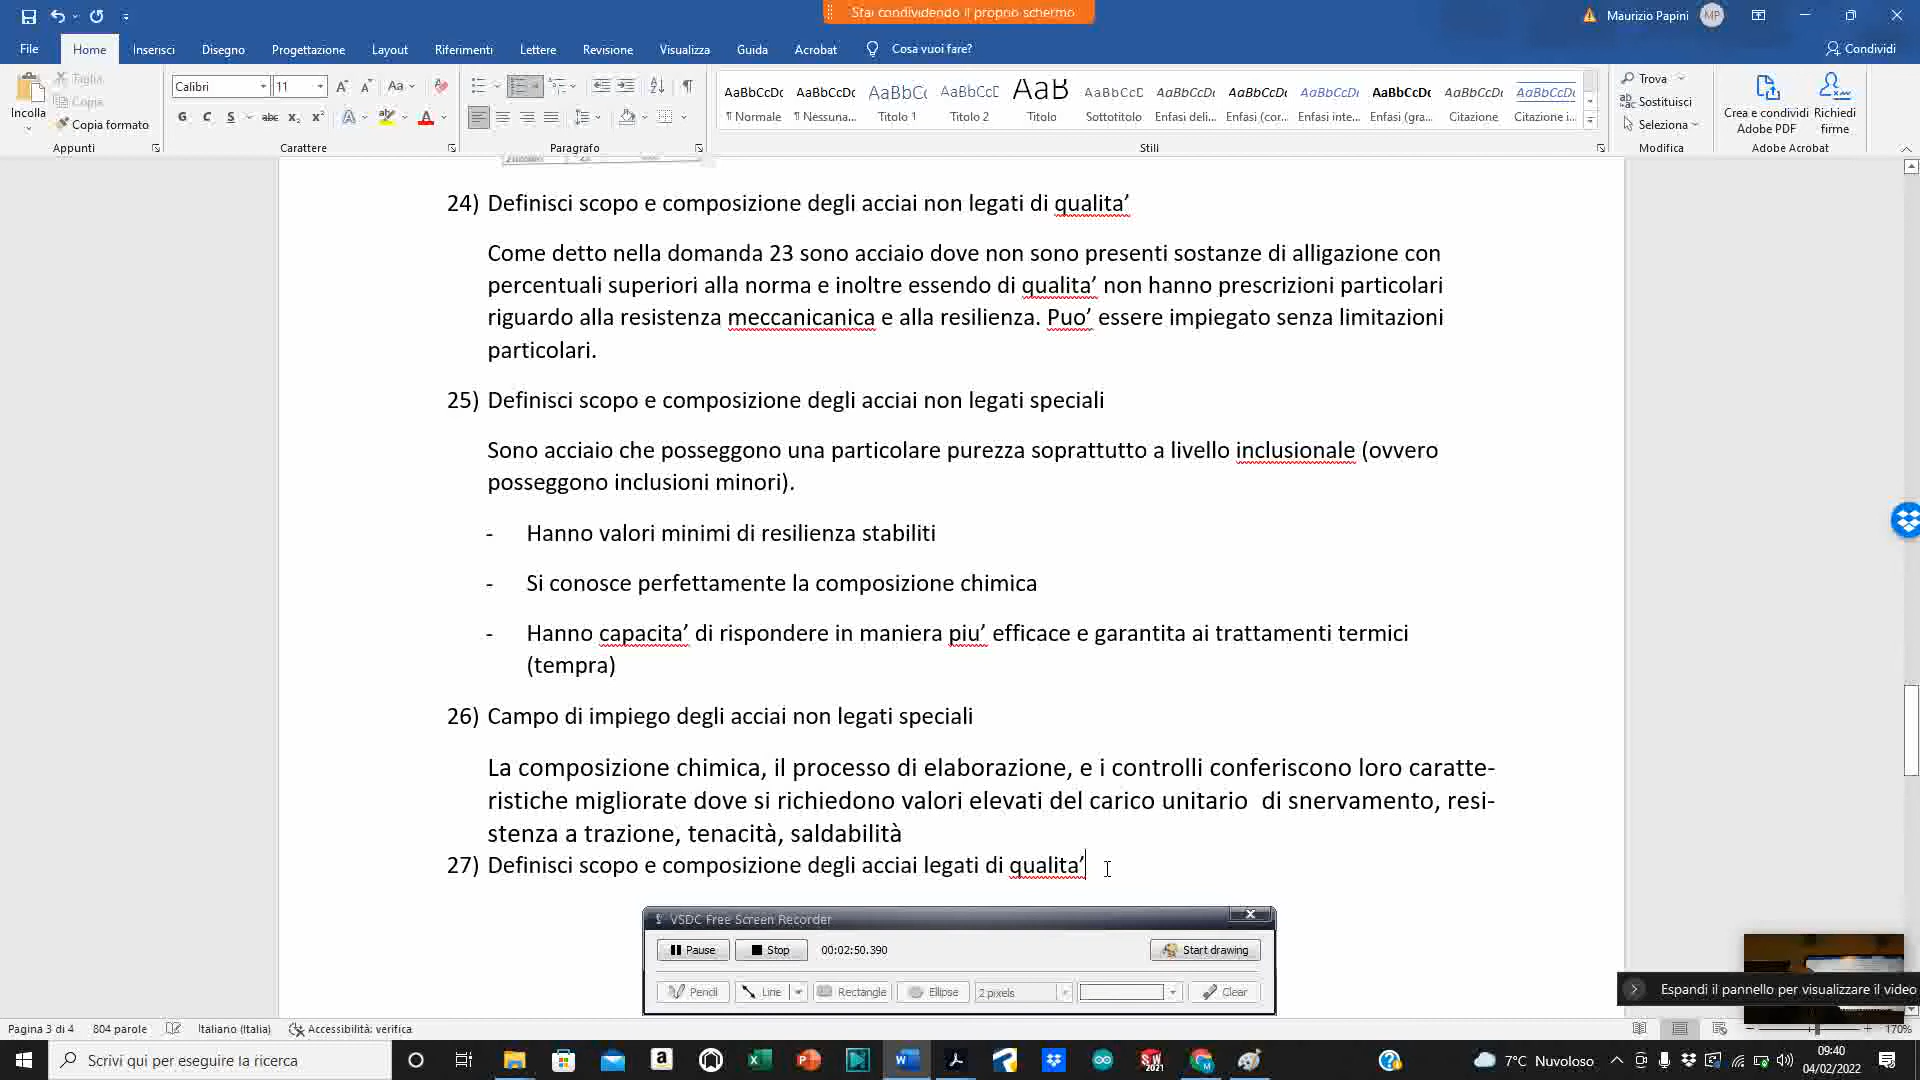 Stai condividendo il proprio schermo
Maurizio Papini
MP
File
Home
Inserisci
Disegno
Progettazione
Layout
Riferimenti
Lettere
Revisione
Visualizza
Guida
Acrobat
Cosa vuoi fare?
Condividi
Incolla
Taglia
Copia
Copia formato
Calibri
11
Aa
G C S abc x₂ x²
AaBbCcDc
¶ Normale
AaBbCcDc
¶ Nessuna...
AaBbCc
Titolo 1
AaBbCcD
Titolo 2
AaB
Titolo
AaBbCcD
Sottotitolo
AaBbCcDc
Enfasi deli...
AaBbCcDc
Enfasi (cor...
AaBbCcDc
Enfasi inte...
AaBbCcDc
Enfasi (gra...
AaBbCcDc
Citazione
AaBbCcDc
Citazione i...
Trova
Sostituisci
Seleziona
Crea e condividi
Adobe PDF
Richiedi
firme
Appunti
Carattere
Paragrafo
Stili
Modifica
Adobe Acrobat
24) Definisci scopo e composizione degli acciai non legati di qualita’
Come detto nella domanda 23 sono acciaio dove non sono presenti sostanze di alligazione con
percentuali superiori alla norma e inoltre essendo di qualita’ non hanno prescrizioni particolari
riguardo alla resistenza meccanicanica e alla resilienza. Puo’ essere impiegato senza limitazioni
particolari.
25) Definisci scopo e composizione degli acciai non legati speciali
Sono acciaio che posseggono una particolare purezza soprattutto a livello inclusionale (ovvero
posseggono inclusioni minori).
- Hanno valori minimi di resilienza stabiliti
- Si conosce perfettamente la composizione chimica
- Hanno capacita’ di rispondere in maniera piu’ efficace e garantita ai trattamenti termici
(tempra)
26) Campo di impiego degli acciai non legati speciali
La composizione chimica, il processo di elaborazione, e i controlli conferiscono loro caratte-
ristiche migliorate dove si richiedono valori elevati del carico unitario di snervamento, resi-
stenza a trazione, tenacità, saldabilità
27) Definisci scopo e composizione degli acciai legati di qualita’
VSDC Free Screen Recorder
Pause
Stop
00:02:50.390
Start drawing
Pencil
Line
Rectangle
Ellipse
2 pixels
Clear
Espandi il pannello per visualizzare il video
Pagina 3 di 4
804 parole
Italiano (Italia)
Accessibilità: verifica
170%
Scrivi qui per eseguire la ricerca
7°C Nuvoloso
09:40
04/02/2022